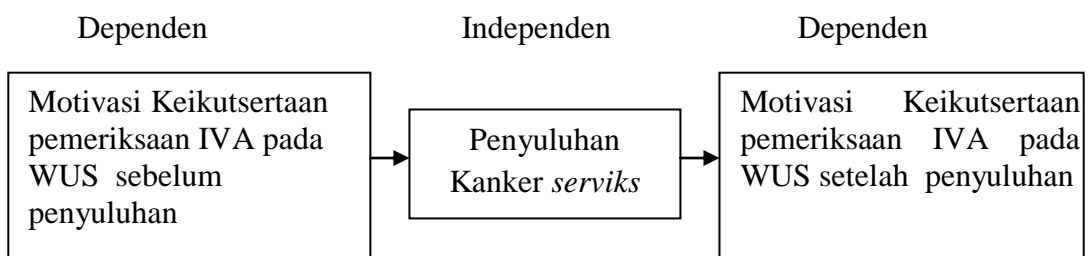 Dependen Independen Dependen
Motivasi Keikutsertaan
pemeriksaan IVA pada
WUS sebelum
penyuluhan
Penyuluhan
Kanker serviks
Motivasi Keikutsertaan
pemeriksaan IVA pada
WUS setelah penyuluhan